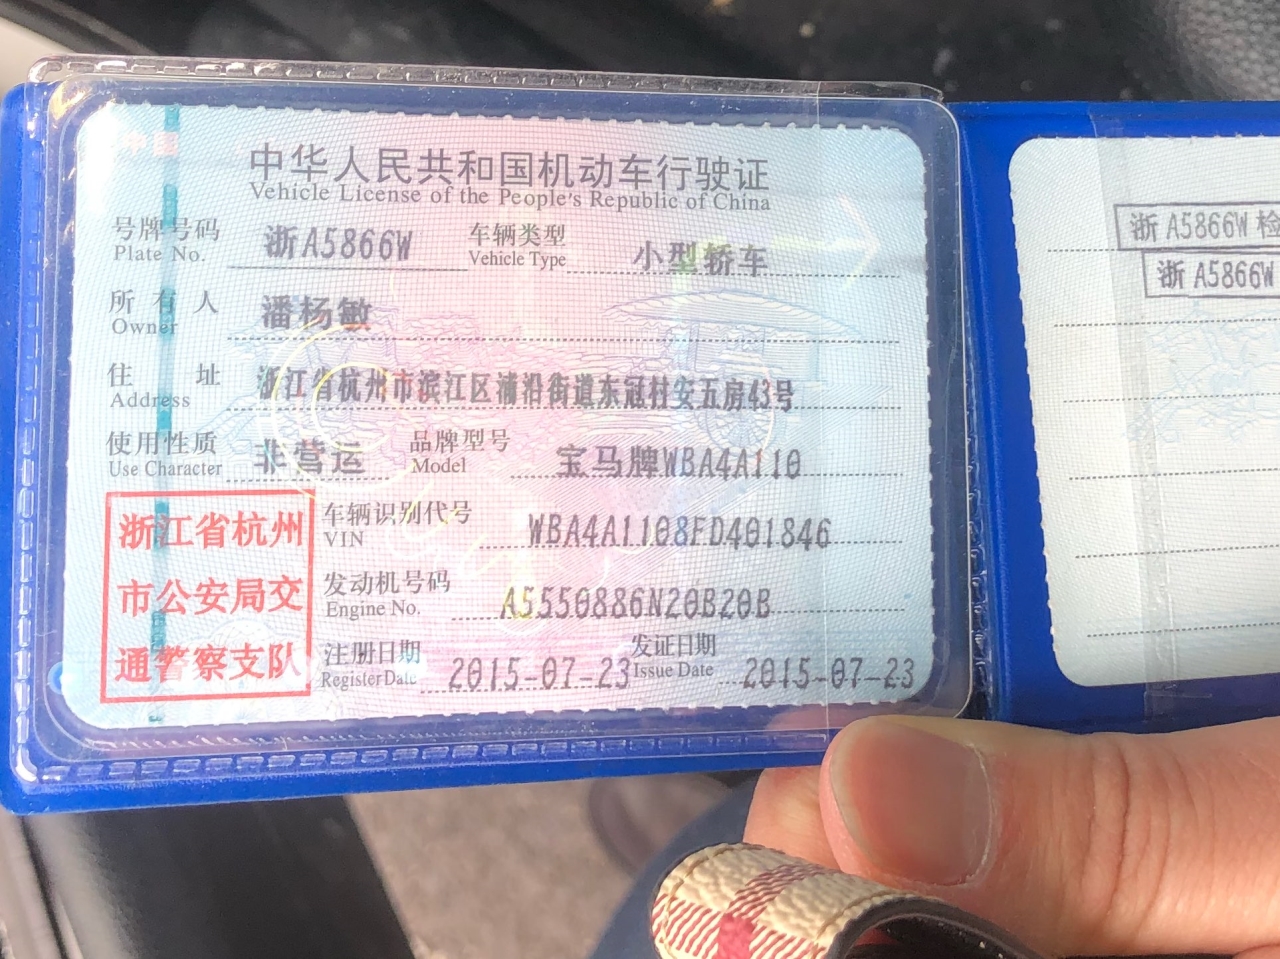 中华人民共和国机动车行驶证
Vehicle License of the People's Republic of China
号牌号码 浙A5866W 车辆类型 小型轿车
Plate No. Vehicle Type
所有人 潘杨敏
Owner
住址 浙江省杭州市滨江区浦沿街道东冠村安五房43号
Address
使用性质 非营运 品牌型号 宝马牌WBA4A110
Use Character Model
浙江省杭州
市公安局交
通警察支队
车辆识别代号 WBA4A1108FD401846
VIN
发动机号码 A5550886N20B20B
Engine No.
注册日期 2015-07-23 发证日期 2015-07-23
Register Date Issue Date
浙A5866W 检
浙A5866W